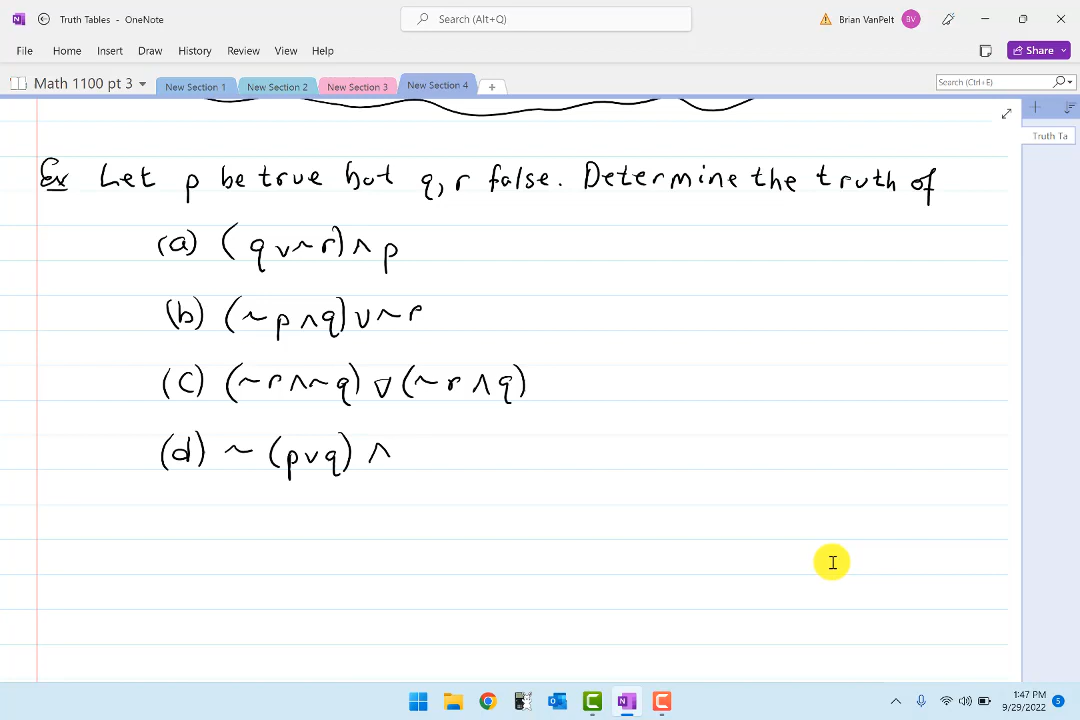 Truth Tables - OneNote
Search (Alt+Q)
Brian VanPelt
BV
File Home Insert Draw History Review View Help
Share
Math 1100 pt 3
New Section 1
New Section 2
New Section 3
New Section 4
+
Search (Ctrl+E)
Truth Ta
Ex Let p be true but q, r false. Determine the truth of
(a) (q ∨ ~ r) ∧ p
(b) (~ p ∧ q) ∨ ~ r
(c) (~ r ∧ ~ q) ⊽ (~ r ∧ q)
(d) ~ (p ∨ q) ∧
1:47 PM
9/29/2022
5